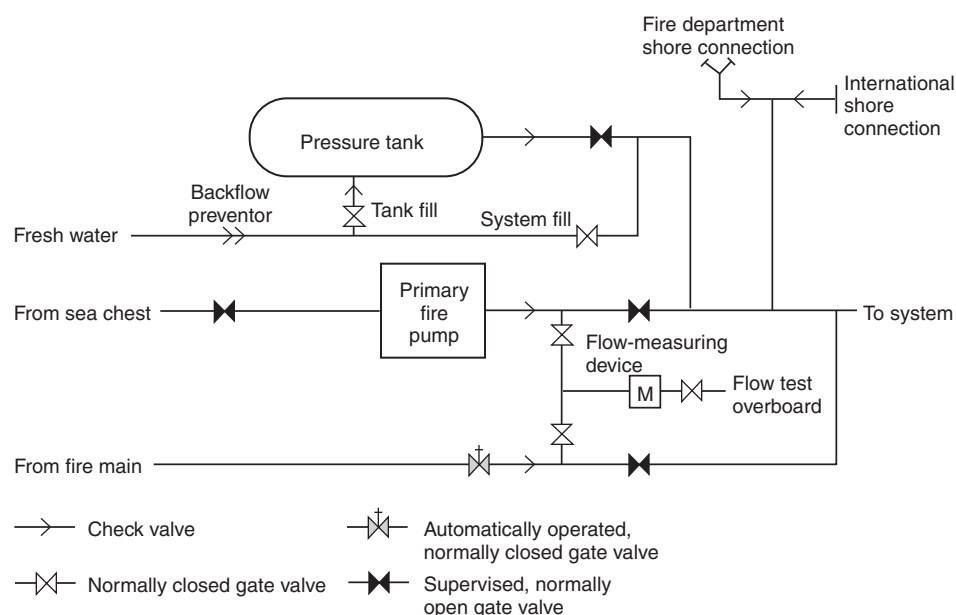 Fire department
shore connection
International
shore
connection
Pressure tank
Backflow
preventor
Tank fill
System fill
Fresh water
Primary
fire
pump
From sea chest
To system
Flow-measuring
device
M
Flow test
overboard
From fire main
Check valve
Automatically operated,
normally closed gate valve
Normally closed gate valve
Supervised, normally
open gate valve